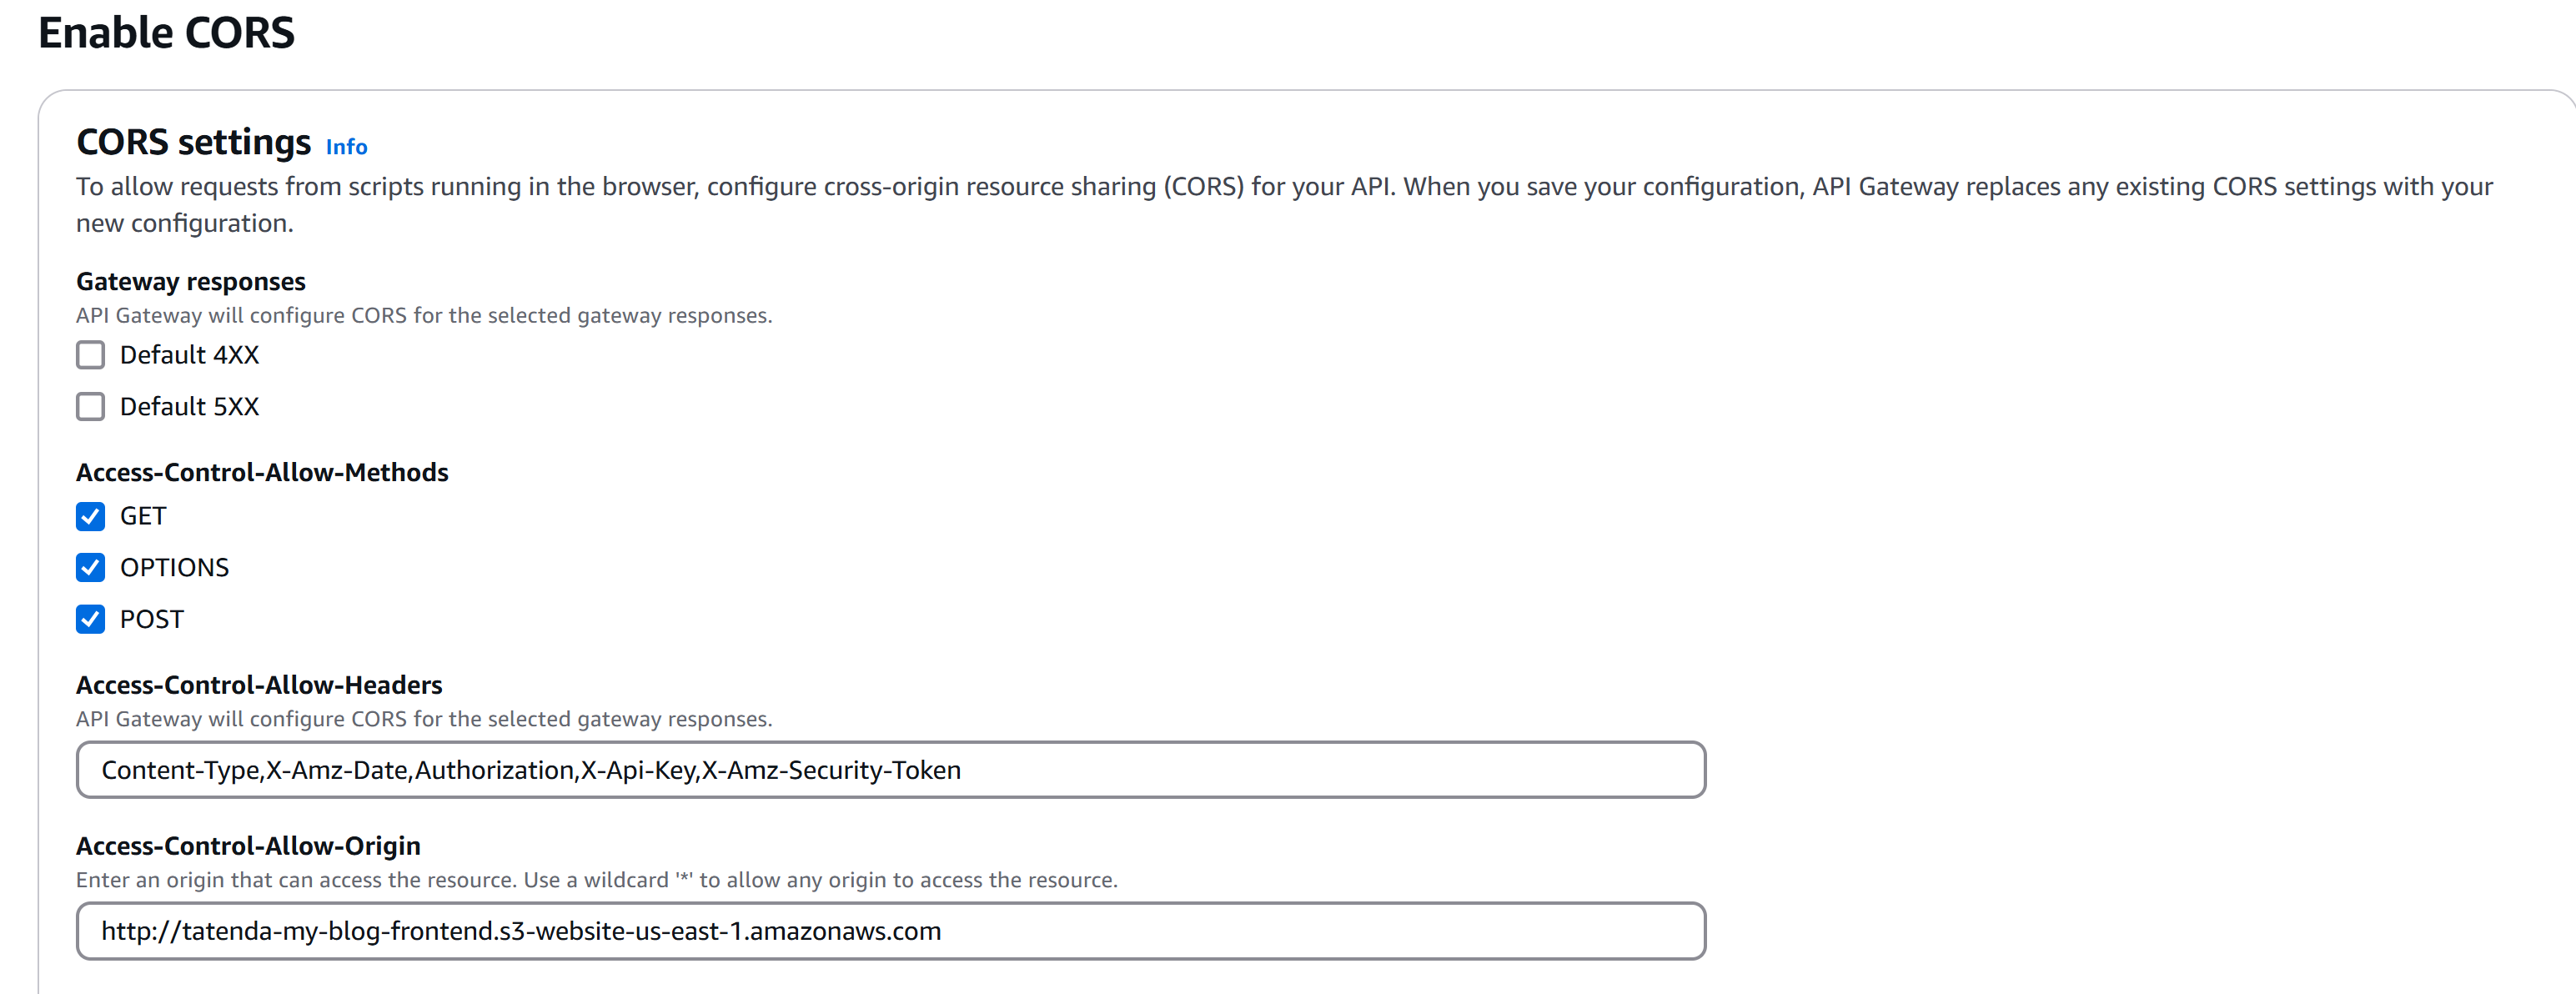 Enable CORS
CORS settings Info
To allow requests from scripts running in the browser, configure cross-origin resource sharing (CORS) for your API. When you save your configuration, API Gateway replaces any existing CORS settings with your
new configuration.
Gateway responses
API Gateway will configure CORS for the selected gateway responses.
Default 4XX
Default 5XX
Access-Control-Allow-Methods
GET
OPTIONS
POST
Access-Control-Allow-Headers
API Gateway will configure CORS for the selected gateway responses.
Content-Type,X-Amz-Date,Authorization,X-Api-Key,X-Amz-Security-Token
Access-Control-Allow-Origin
Enter an origin that can access the resource. Use a wildcard '*' to allow any origin to access the resource.
http://tatenda-my-blog-frontend.s3-website-us-east-1.amazonaws.com